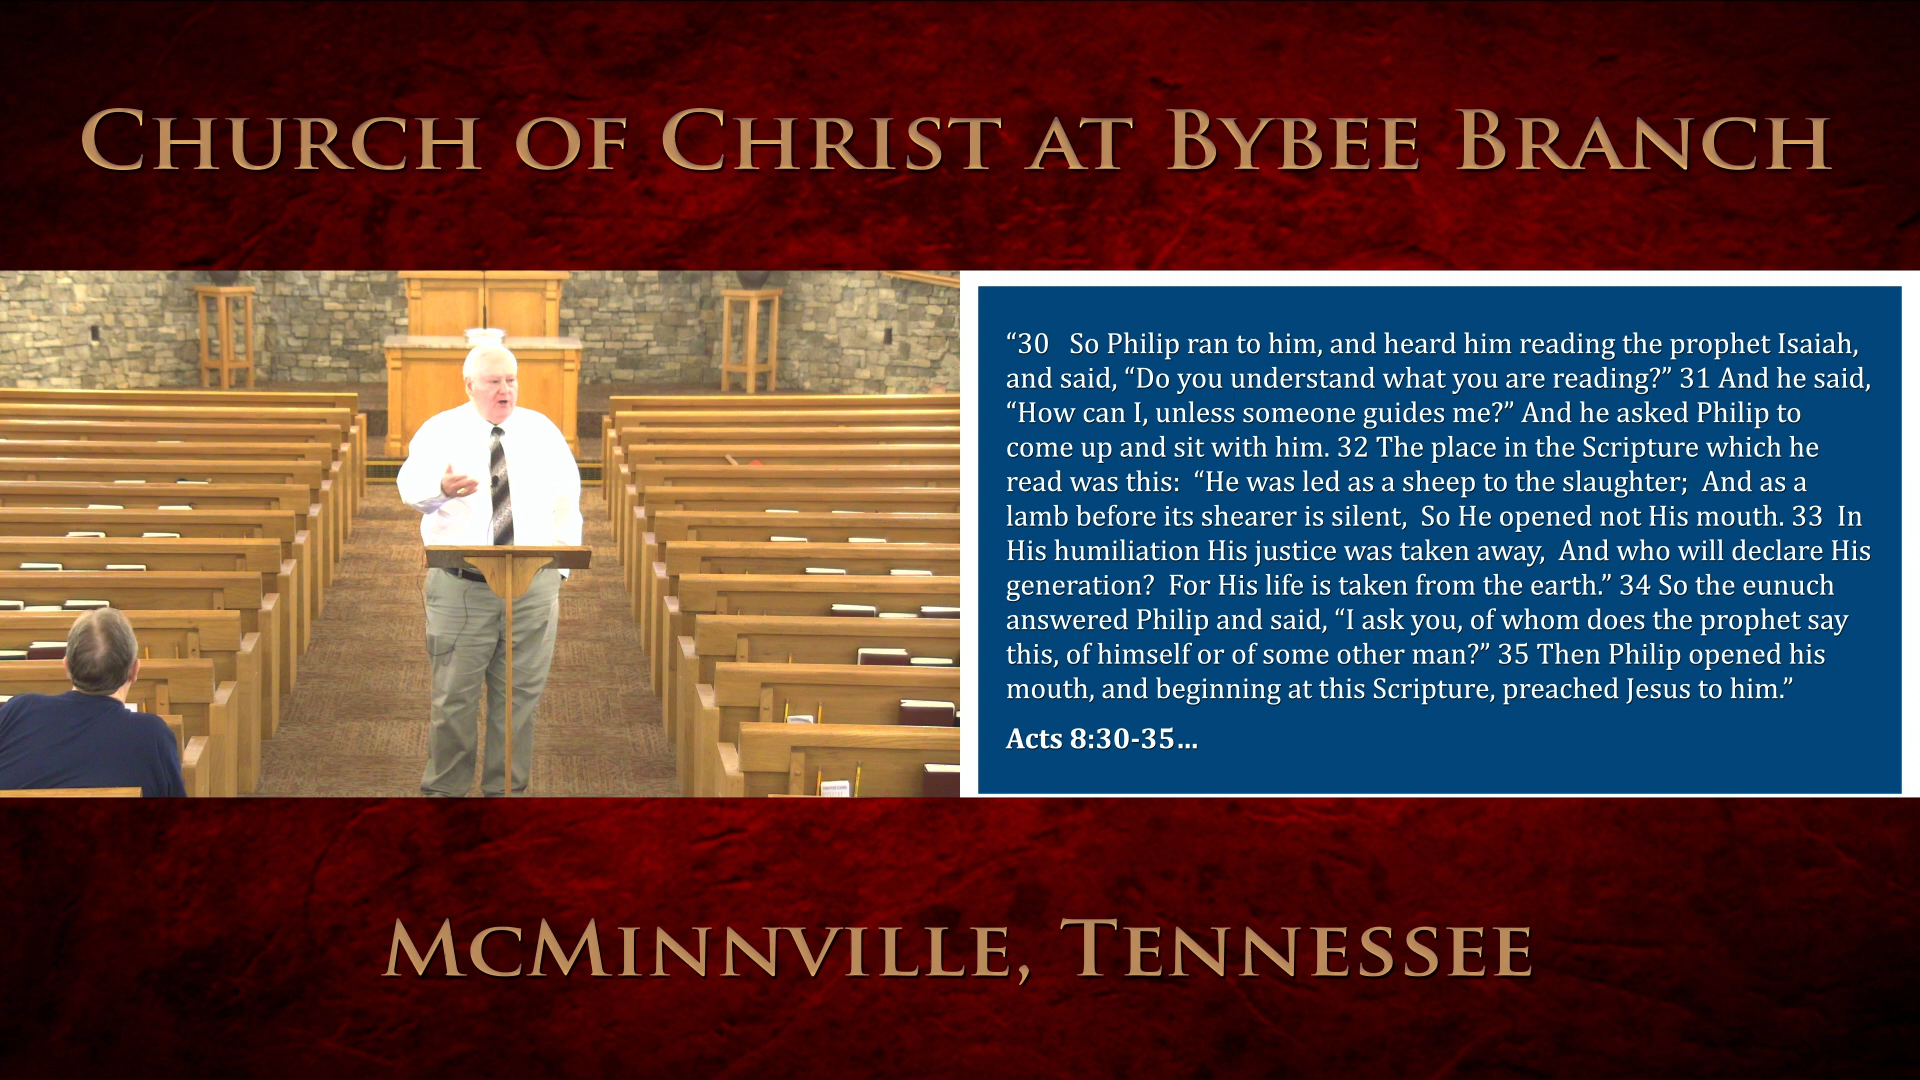 Church of Christ at Bybee Branch
“30   So Philip ran to him, and heard him reading the prophet Isaiah,
and said, “Do you understand what you are reading?” 31 And he said,
“How can I, unless someone guides me?” And he asked Philip to
come up and sit with him. 32 The place in the Scripture which he
read was this:  “He was led as a sheep to the slaughter;  And as a
lamb before its shearer is silent,  So He opened not His mouth. 33  In
His humiliation His justice was taken away,  And who will declare His
generation?  For His life is taken from the earth.” 34 So the eunuch
answered Philip and said, “I ask you, of whom does the prophet say
this, of himself or of some other man?” 35 Then Philip opened his
mouth, and beginning at this Scripture, preached Jesus to him.”
Acts 8:30-35…
McMinnville, Tennessee